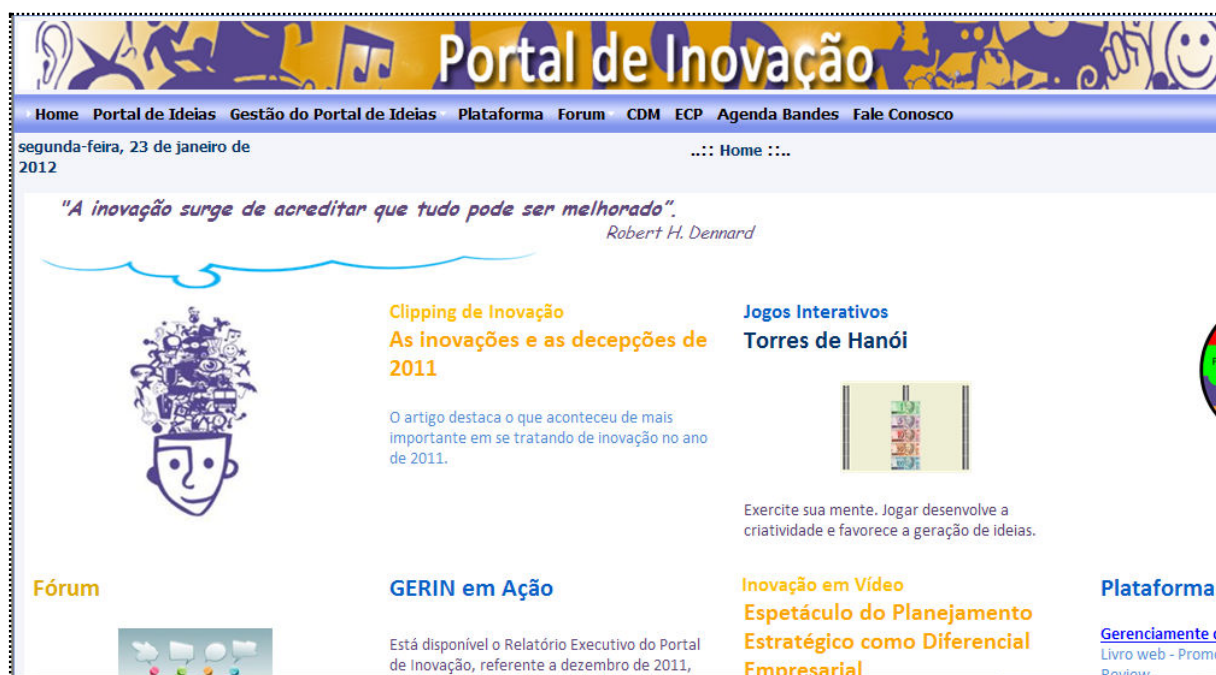 Portal de Inovação
Home Portal de Ideias Gestão do Portal de Ideias Plataforma Forum CDM ECP Agenda Bandes Fale Conosco
segunda-feira, 23 de janeiro de
2012
..:: Home ::..
"A inovação surge de acreditar que tudo pode ser melhorado".
Robert H. Dennard
Clipping de Inovação
As inovações e as decepções de
2011
O artigo destaca o que aconteceu de mais
importante em se tratando de inovação no ano
de 2011.
Jogos Interativos
Torres de Hanói
Exercite sua mente. Jogar desenvolve a
criatividade e favorece a geração de ideias.
Fórum
GERIN em Ação
Está disponível o Relatório Executivo do Portal
de Inovação, referente a dezembro de 2011,
Inovação em Vídeo
Espetáculo do Planejamento
Estratégico como Diferencial
Empresarial
Plataforma
Gerenciamento
Livro web - Prom
Review